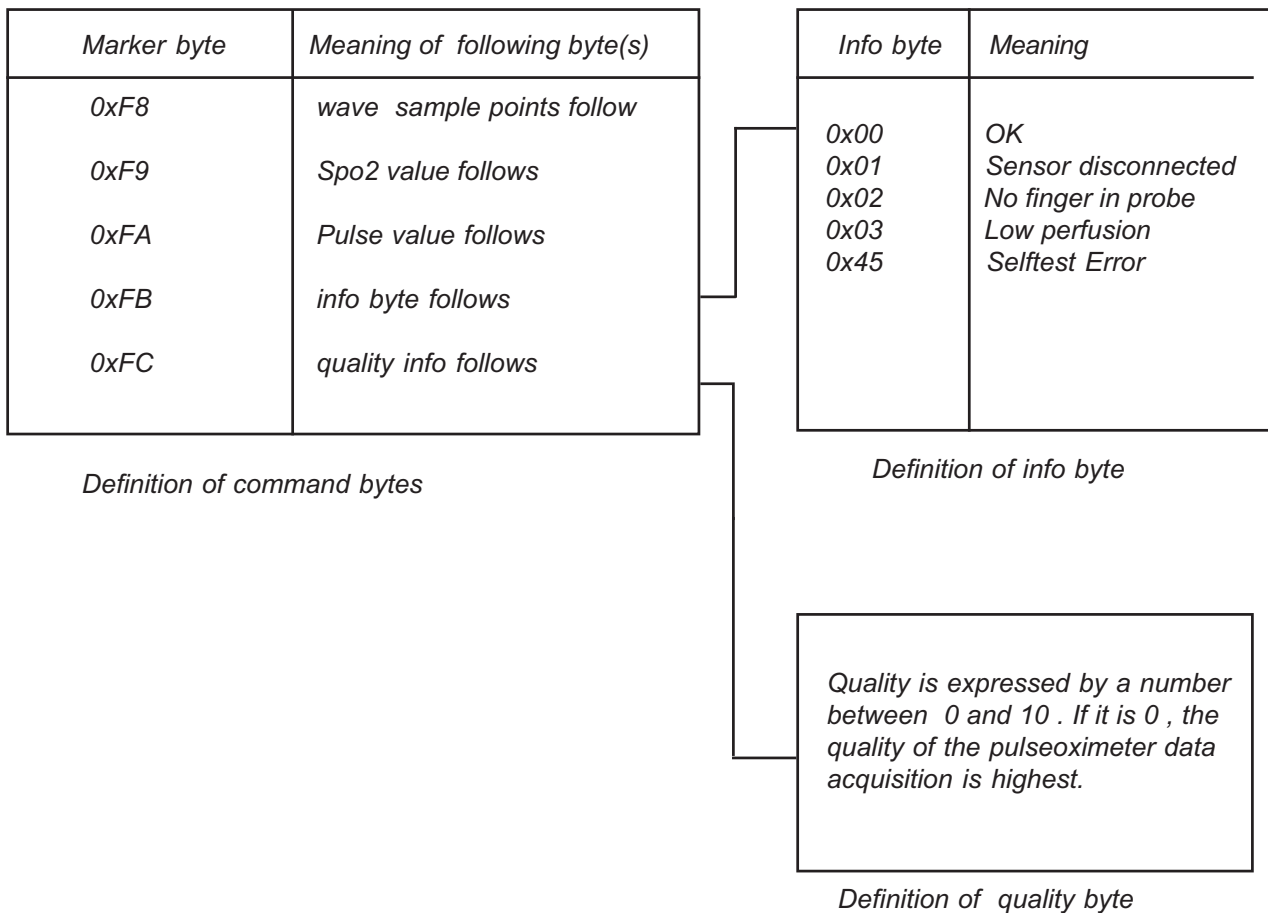 Marker byte Meaning of following byte(s)
0xF8 wave sample points follow
0xF9 Spo2 value follows
0xFA Pulse value follows
0xFB info byte follows
0xFC quality info follows
Definition of command bytes
Info byte Meaning
0x00 OK
0x01 Sensor disconnected
0x02 No finger in probe
0x03 Low perfusion
0x45 Selftest Error
Definition of info byte
Quality is expressed by a number
between 0 and 10 . If it is 0 , the
quality of the pulseoximeter data
acquisition is highest.
Definition of quality byte